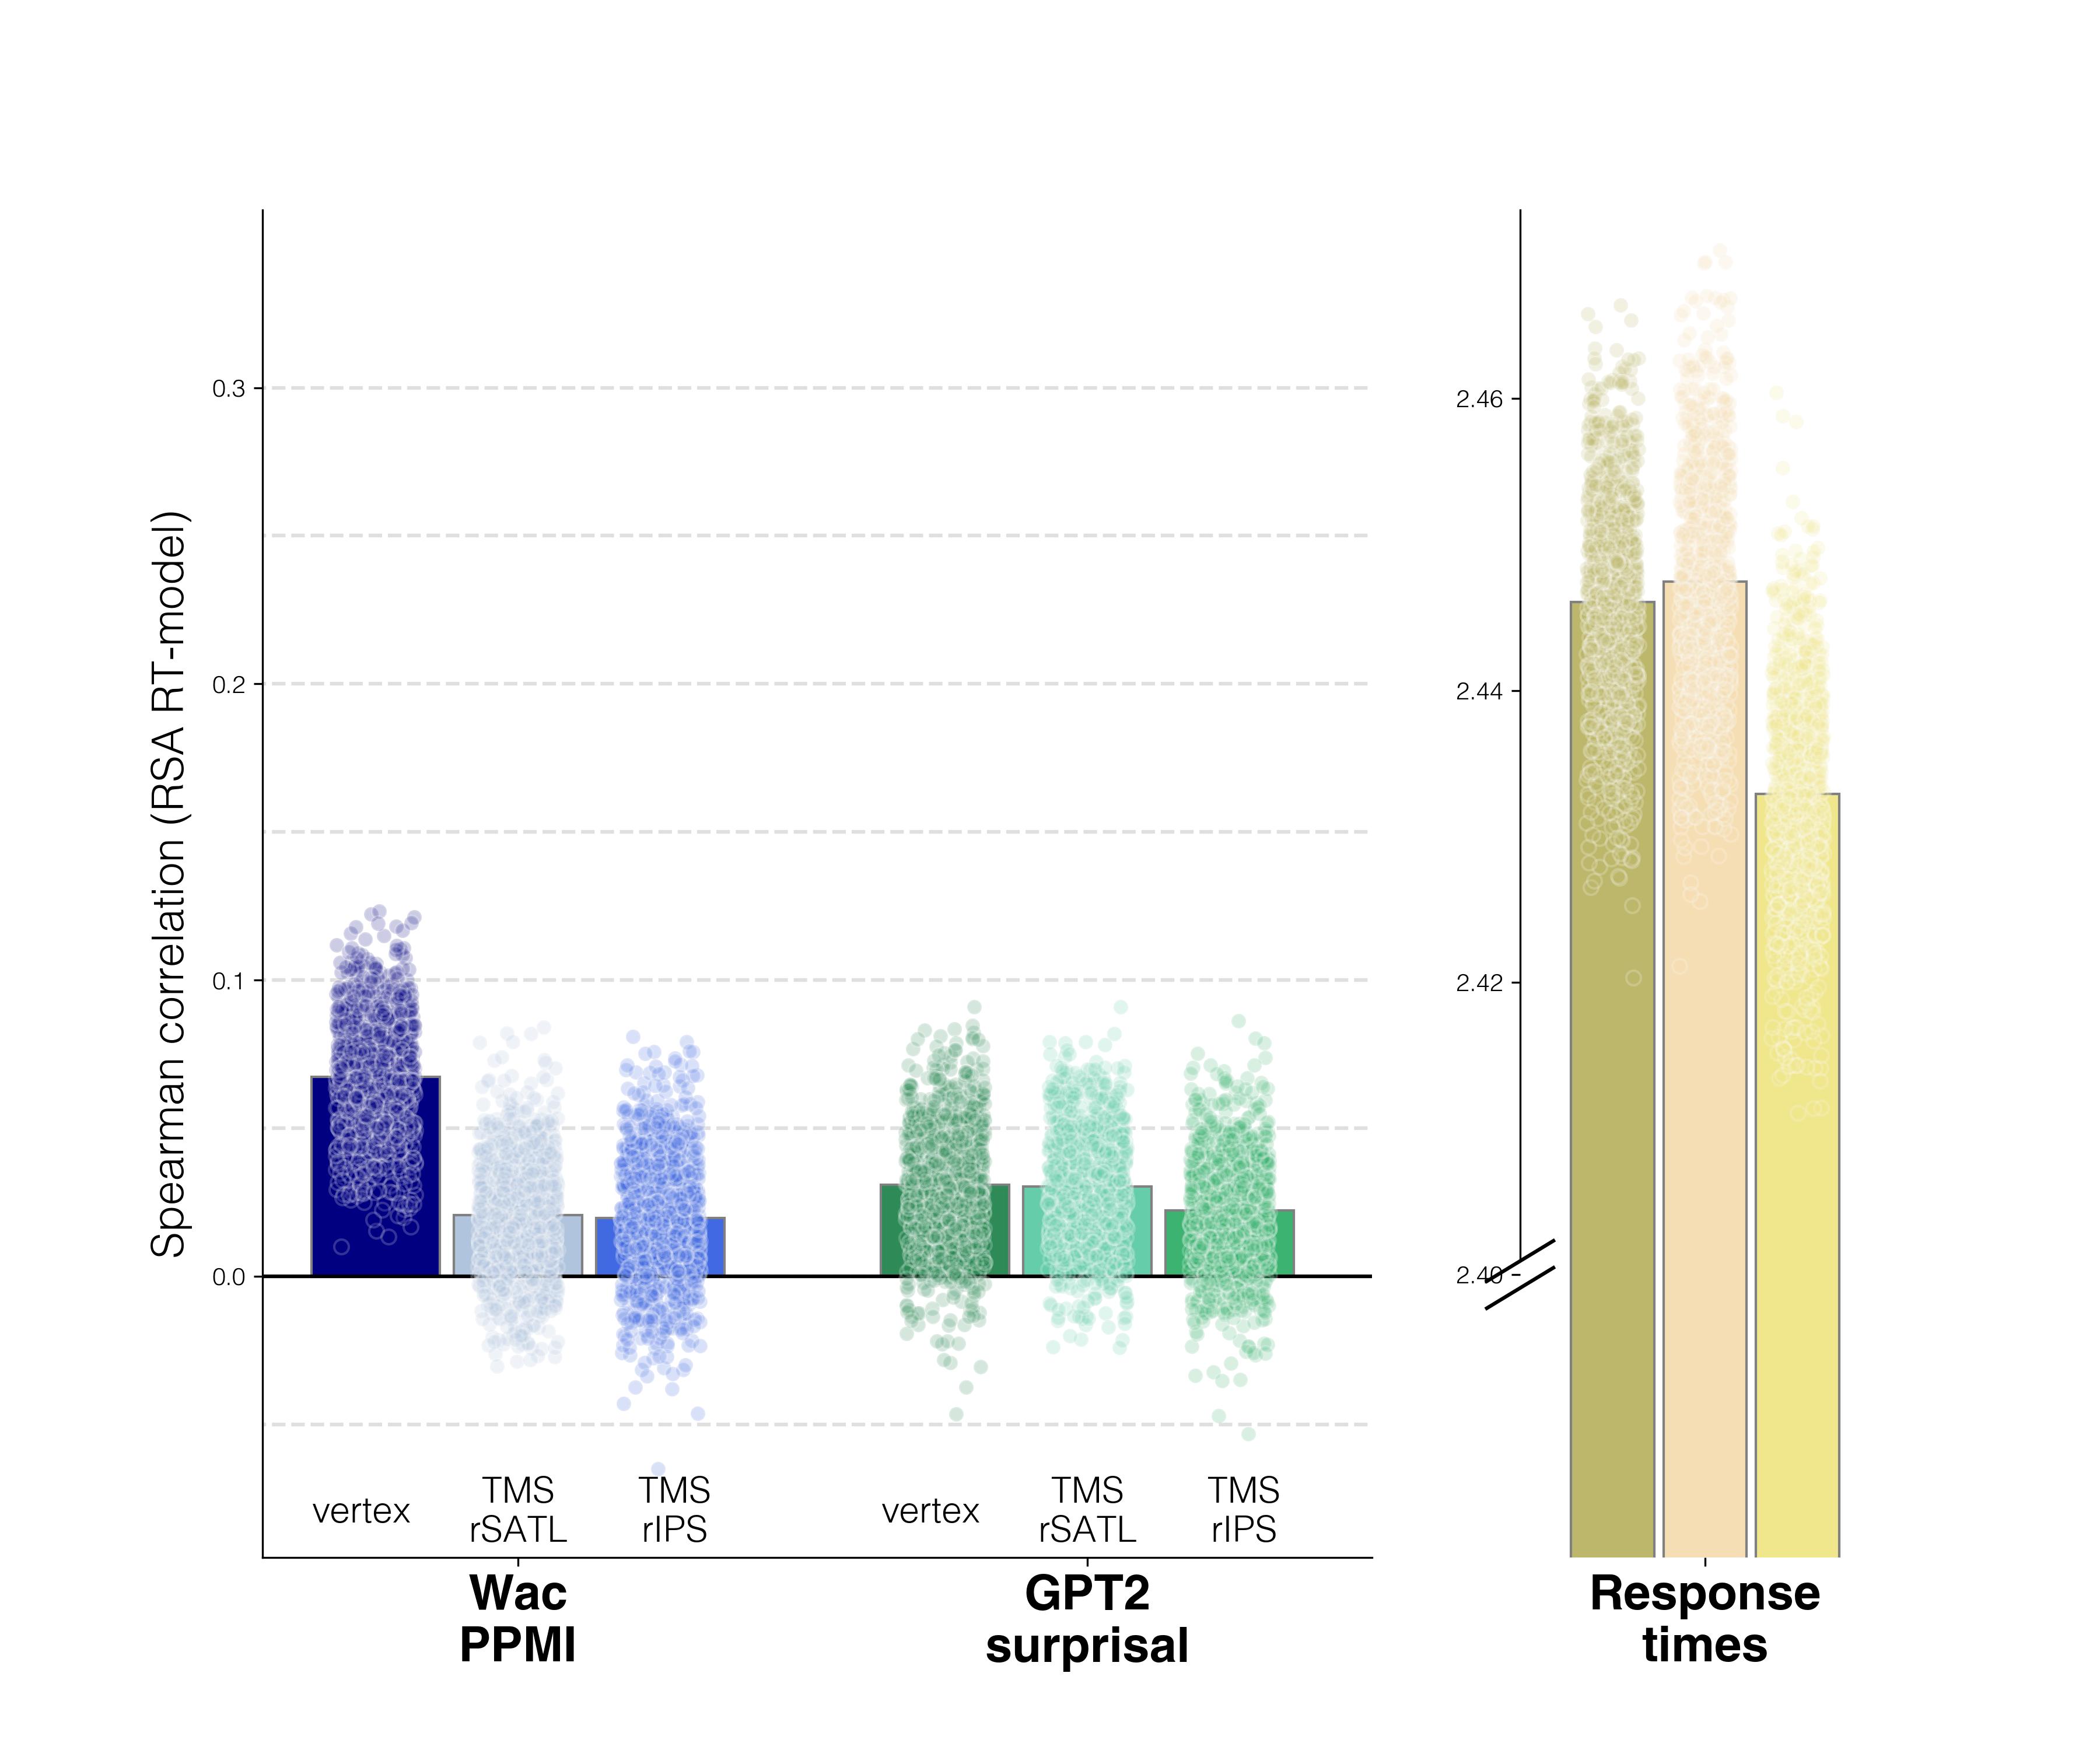 Spearman correlation (RSA RT-model)
0.3
0.2
0.1
0.0
2.46
2.44
2.42
2.40
vertex
TMS
rSATL
TMS
rIPS
vertex
TMS
rSATL
TMS
rIPS
Wac
PPMI
GPT2
surprisal
Response
times